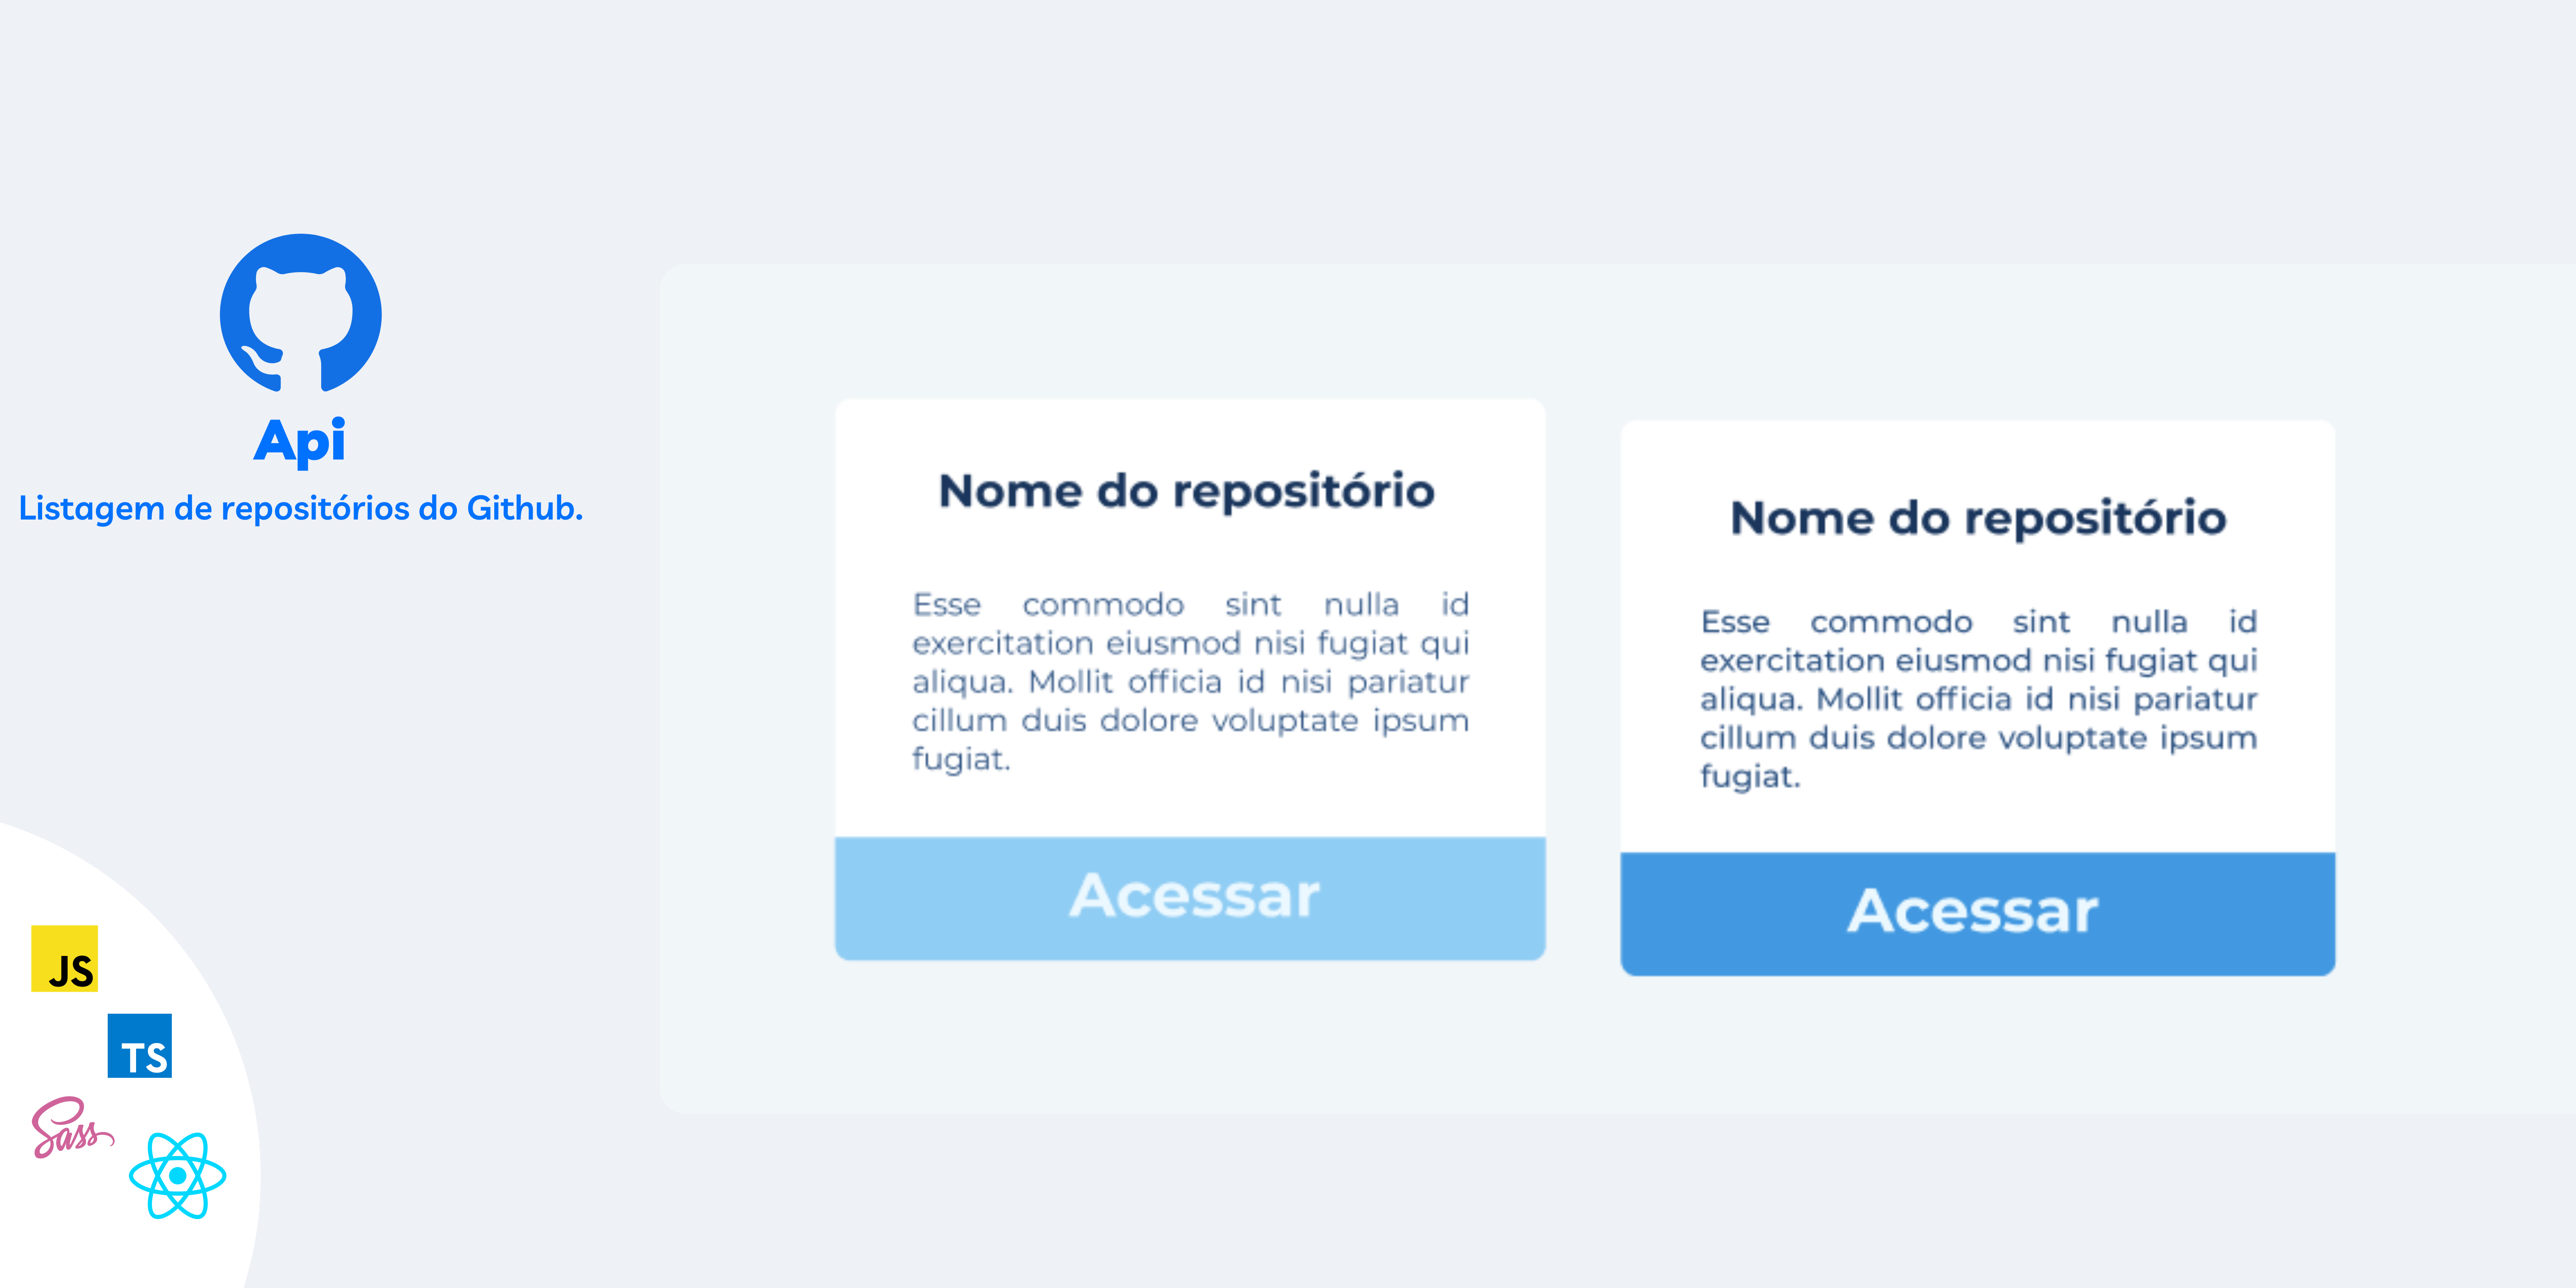 Api
Listagem de repositórios do Github.
Nome do repositório
Esse commodo sint nulla id
exercitation eiusmod nisi fugiat qui
aliqua. Mollit officia id nisi pariatur
cillum duis dolore voluptate ipsum
fugiat.
Acessar
Nome do repositório
Esse commodo sint nulla id
exercitation eiusmod nisi fugiat qui
aliqua. Mollit officia id nisi pariatur
cillum duis dolore voluptate ipsum
fugiat.
Acessar
JS
TS
Sass